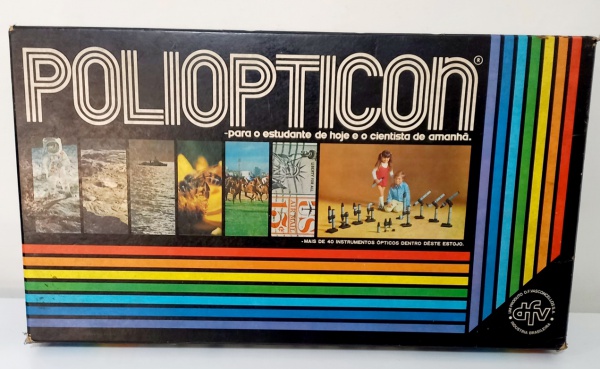 POLIOPTICON®
-para o estudante de hoje e o cientista de amanhã.
-MAIS DE 40 INSTRUMENTOS ÓPTICOS DENTRO DÊSTE ESTOJO.
dfv
INDÚSTRIA BRASILEIRA